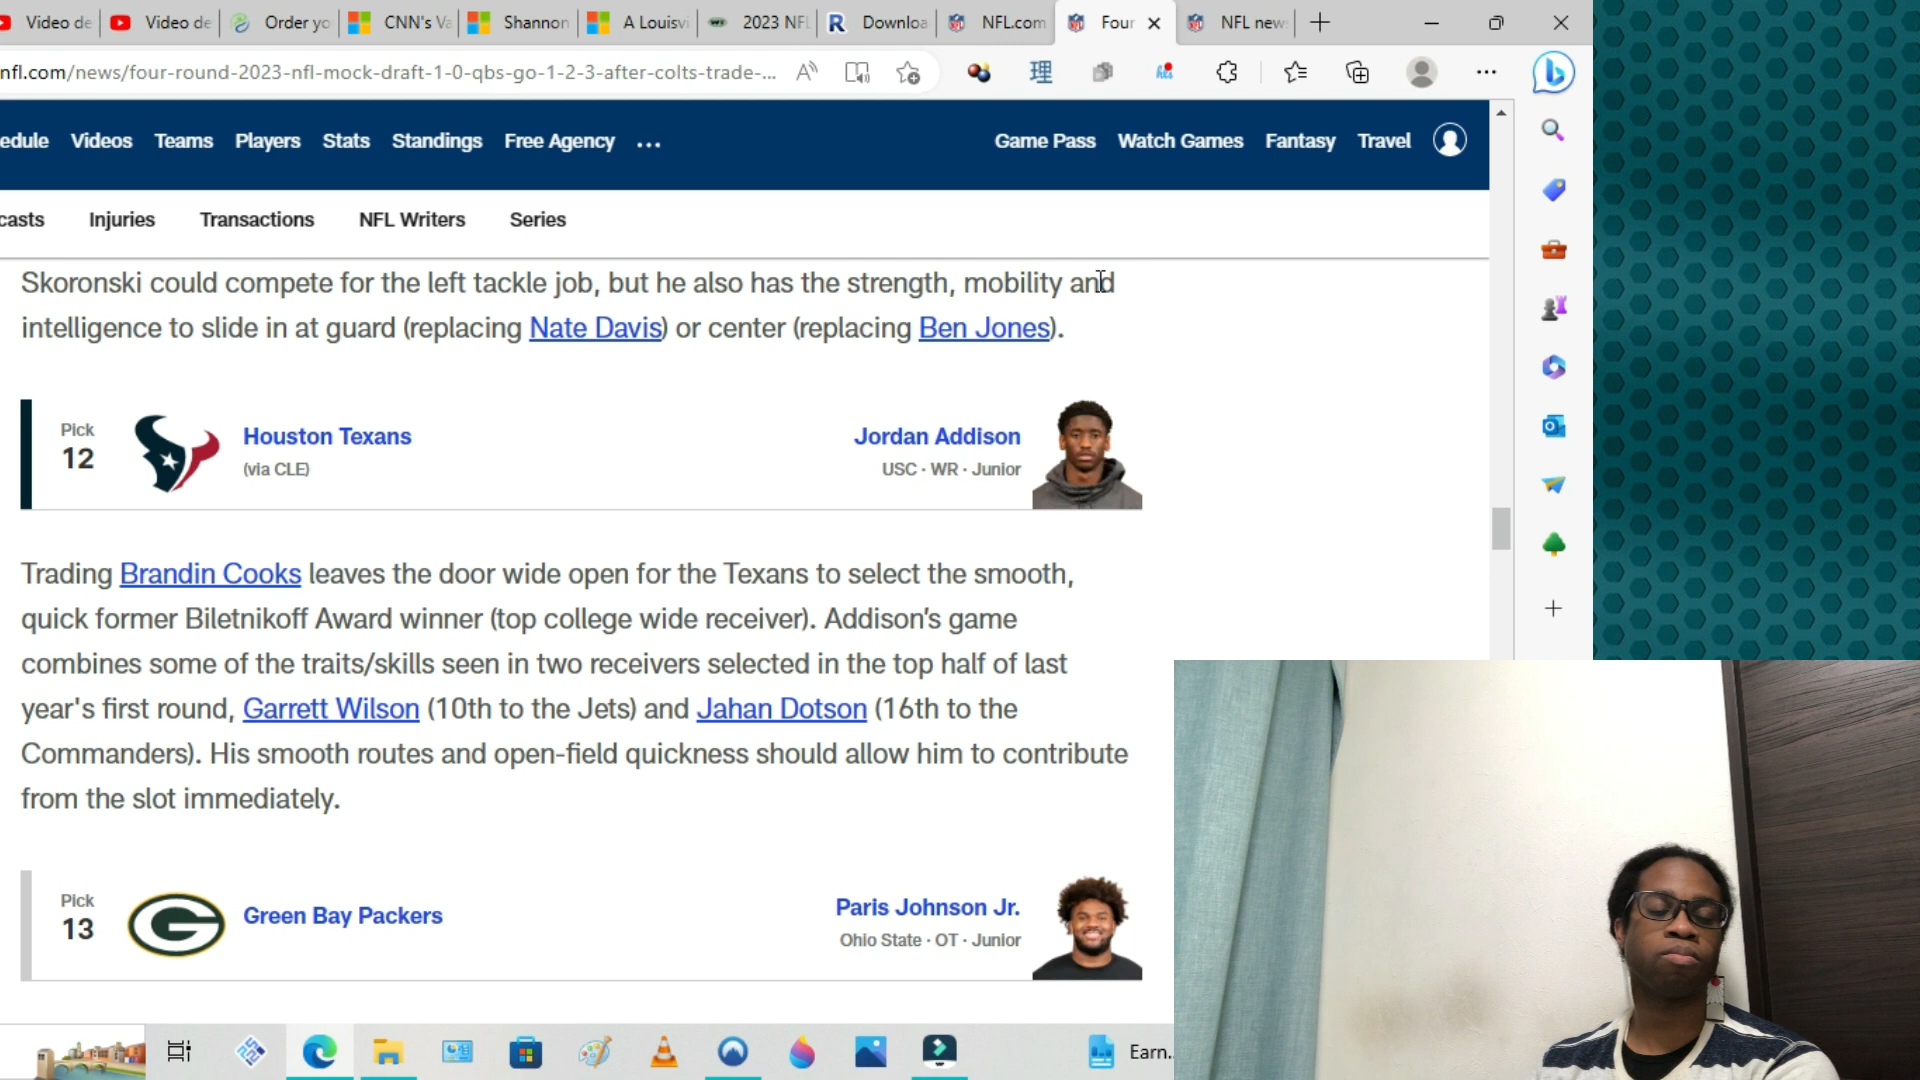 Video de
Video de
Order yo
CNN's Va
Shannon
A Louisvi
2023 NFL
Downloa
NFL.com
Four
NFL new
nfl.com/news/four-round-2023-nfl-mock-draft-1-0-qbs-go-1-2-3-after-colts-trade-...
理
edule Videos Teams Players Stats Standings Free Agency ... Game Pass Watch Games Fantasy Travel
casts Injuries Transactions NFL Writers Series
Skoronski could compete for the left tackle job, but he also has the strength, mobility and
intelligence to slide in at guard (replacing Nate Davis) or center (replacing Ben Jones).
Pick
12
Houston Texans
(via CLE)
Jordan Addison
USC · WR · Junior
Trading Brandin Cooks leaves the door wide open for the Texans to select the smooth,
quick former Biletnikoff Award winner (top college wide receiver). Addison's game
combines some of the traits/skills seen in two receivers selected in the top half of last
year's first round, Garrett Wilson (10th to the Jets) and Jahan Dotson (16th to the
Commanders). His smooth routes and open-field quickness should allow him to contribute
from the slot immediately.
Pick
13
Green Bay Packers
Paris Johnson Jr.
Ohio State · OT · Junior
Earn...